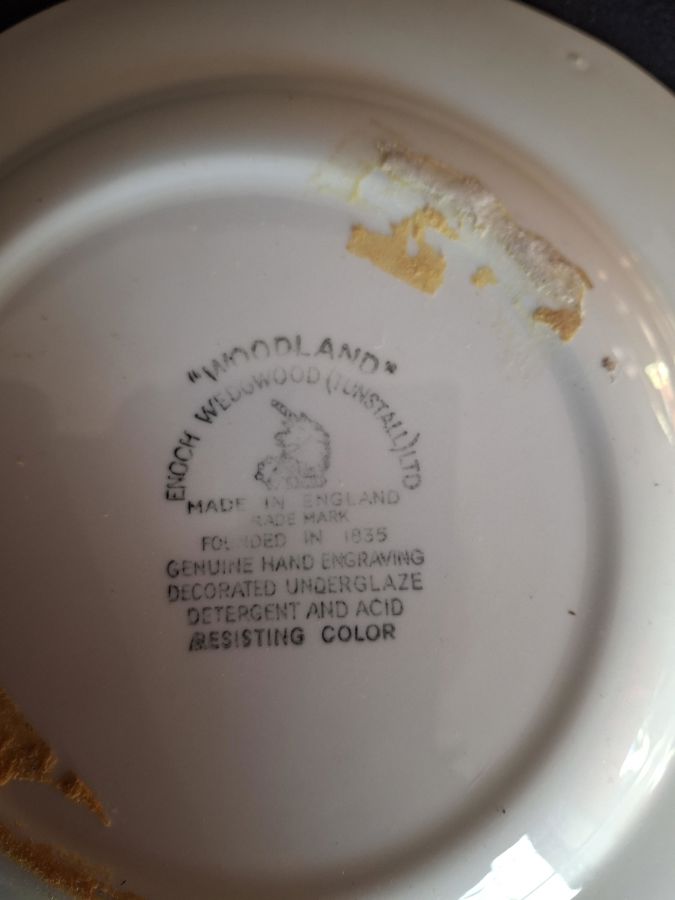 "WOODLAND"
ENOCH WEDGWOOD (TUNSTALL) LTD
MADE IN ENGLAND
TRADE MARK
FOUNDED IN 1835
GENUINE HAND ENGRAVING
DECORATED UNDERGLAZE
DETERGENT AND ACID
RESISTING COLOR